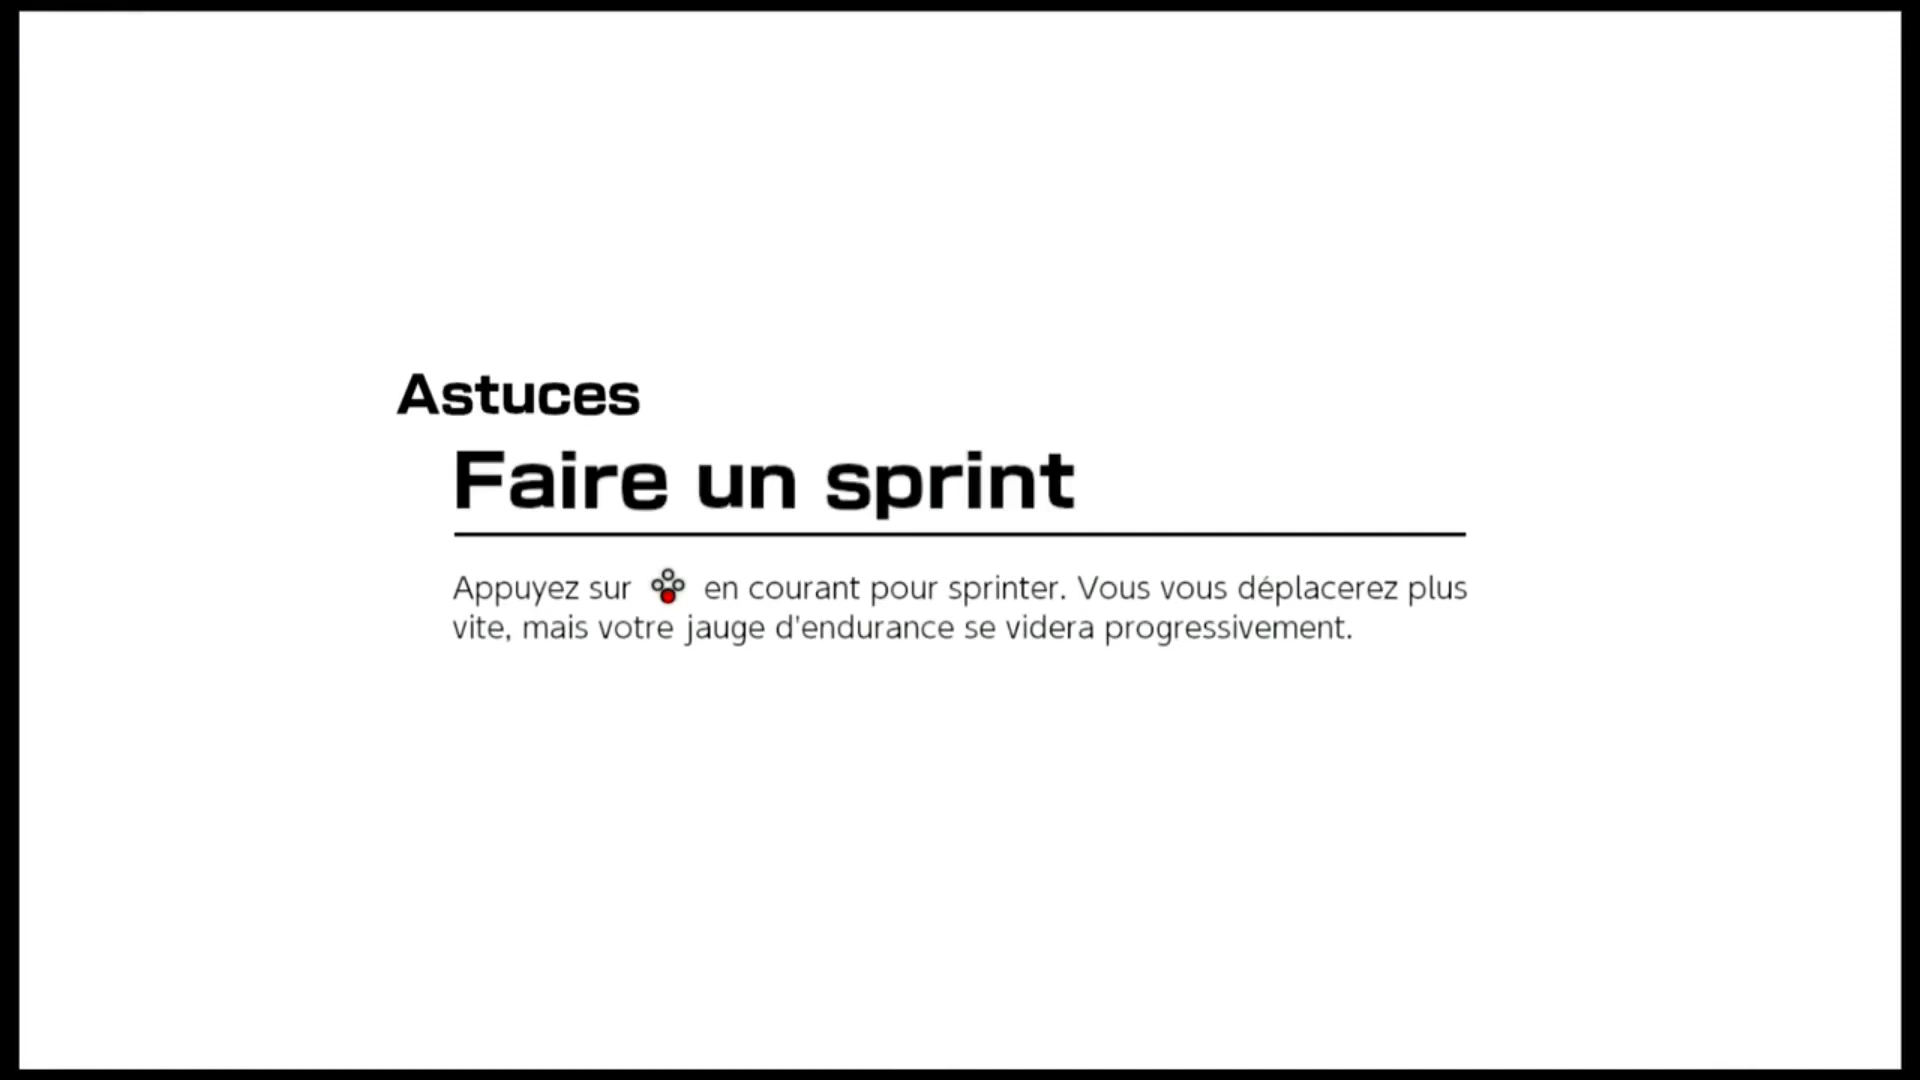 Astuces
Faire un sprint
Appuyez sur en courant pour sprinter. Vous vous déplacerez plus
vite, mais votre jauge d'endurance se videra progressivement.